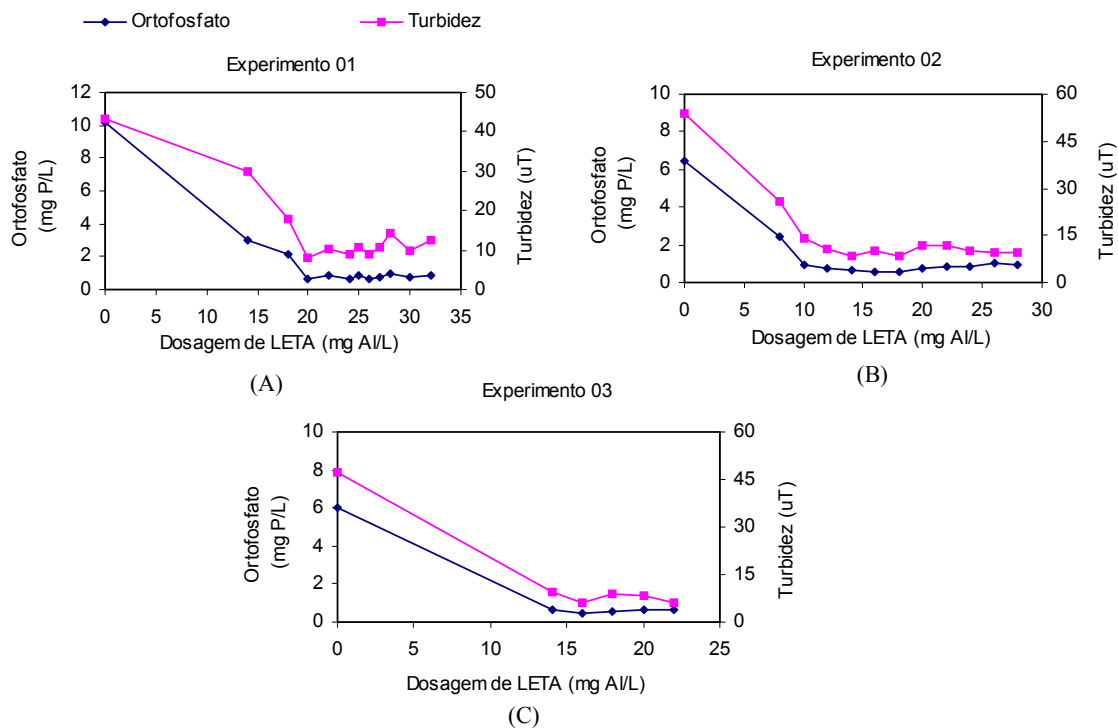 Ortofosfato Turbidez
Experimento 01
12
10
8
6
4
2
0
Ortofosfato
(mg P/L)
50
40
30
20
10
0
Turbidez (uT)
0 5 10 15 20 25 30 35
Dosagem de LETA (mg Al/L)
(A)
Experimento 02
10
8
6
4
2
0
Ortofosfato
(mg P/L)
60
45
30
15
0
Turbidez (uT)
0 5 10 15 20 25 30
Dosagem de LETA (mg Al/L)
(B)
Experimento 03
10
8
6
4
2
0
Ortofosfato
(mg P/L)
60
45
30
15
0
Turbidez (uT)
0 5 10 15 20 25
Dosagem de LETA (mg Al/L)
(C)